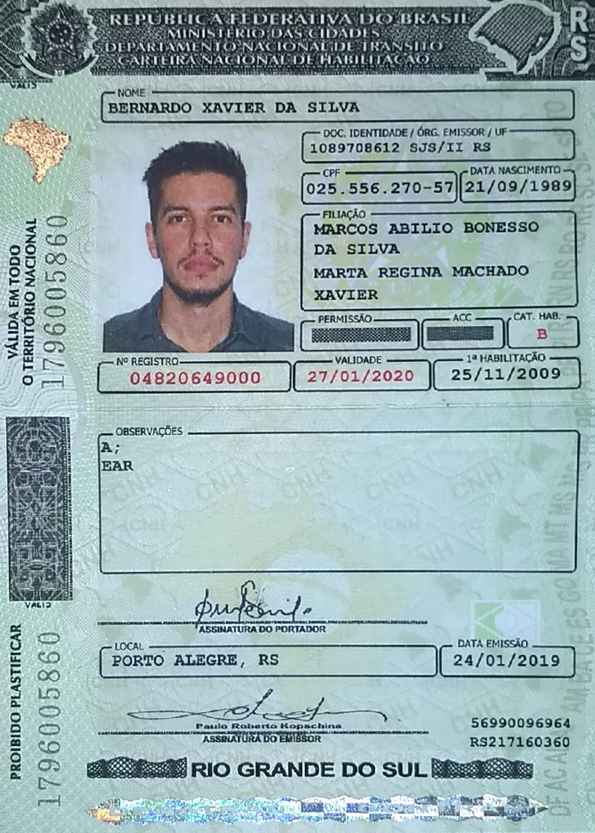 REPÚBLICA FEDERATIVA DO BRASIL
MINISTÉRIO DAS CIDADES
DEPARTAMENTO NACIONAL DE TRÂNSITO
CARTEIRA NACIONAL DE HABILITAÇÃO
RS
NOME
BERNARDO XAVIER DA SILVA
DOC. IDENTIDADE / ÓRG. EMISSOR / UF
1089708612 SJS/II RS
CPF
025.556.270-57
DATA NASCIMENTO
21/09/1989
FILIAÇÃO
MARCOS ABILIO BONESSO
DA SILVA
MARTA REGINA MACHADO
XAVIER
PERMISSÃO
ACC
CAT. HAB.
B
Nº REGISTRO
04820649000
VALIDADE
27/01/2020
1ª HABILITAÇÃO
25/11/2009
VÁLIDA EM TODO
O TERRITÓRIO NACIONAL
1796005860
OBSERVAÇÕES
A;
EAR
ASSINATURA DO PORTADOR
LOCAL
PORTO ALEGRE, RS
DATA EMISSÃO
24/01/2019
Paulo Roberto Kopschina
ASSINATURA DO EMISSOR
56990096964
RS217160360
PROIBIDO PLASTIFICAR
1796005860
RIO GRANDE DO SUL